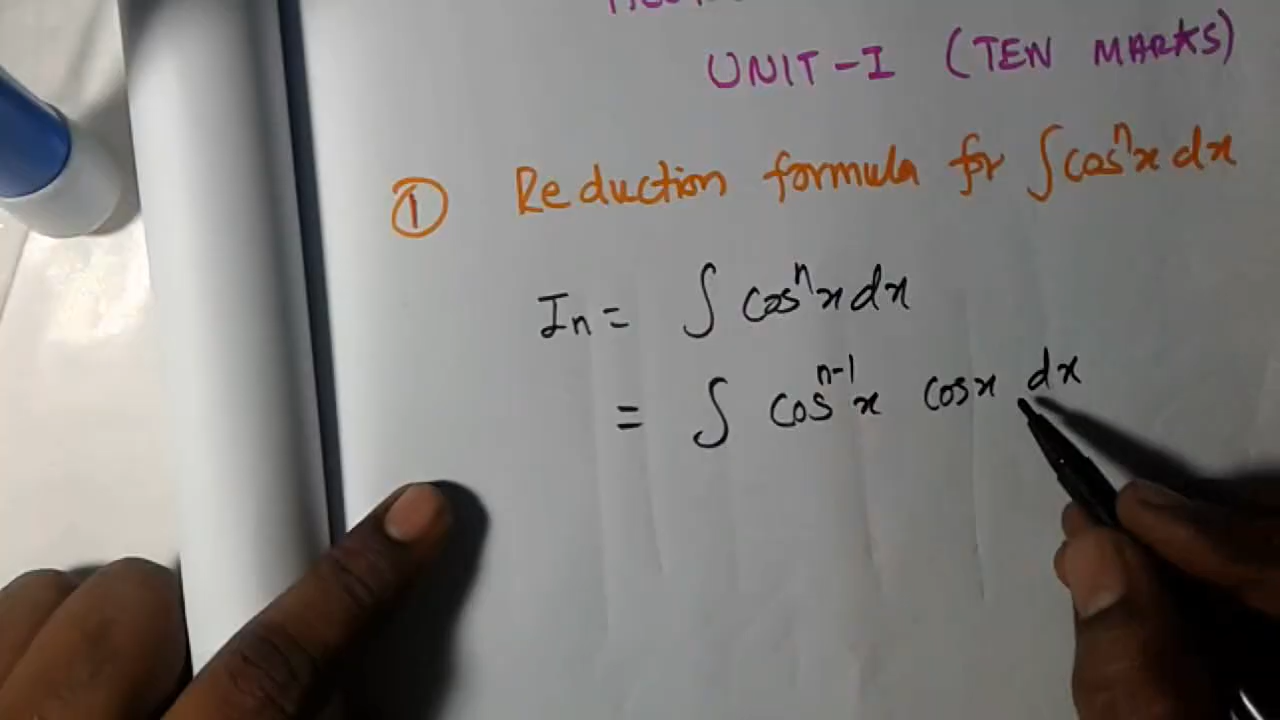 UNIT-I (TEN MARKS)
① Reduction formula for ∫cosⁿx dx
In = ∫ cosⁿx dx
= ∫ cosⁿ⁻¹x cosx dx